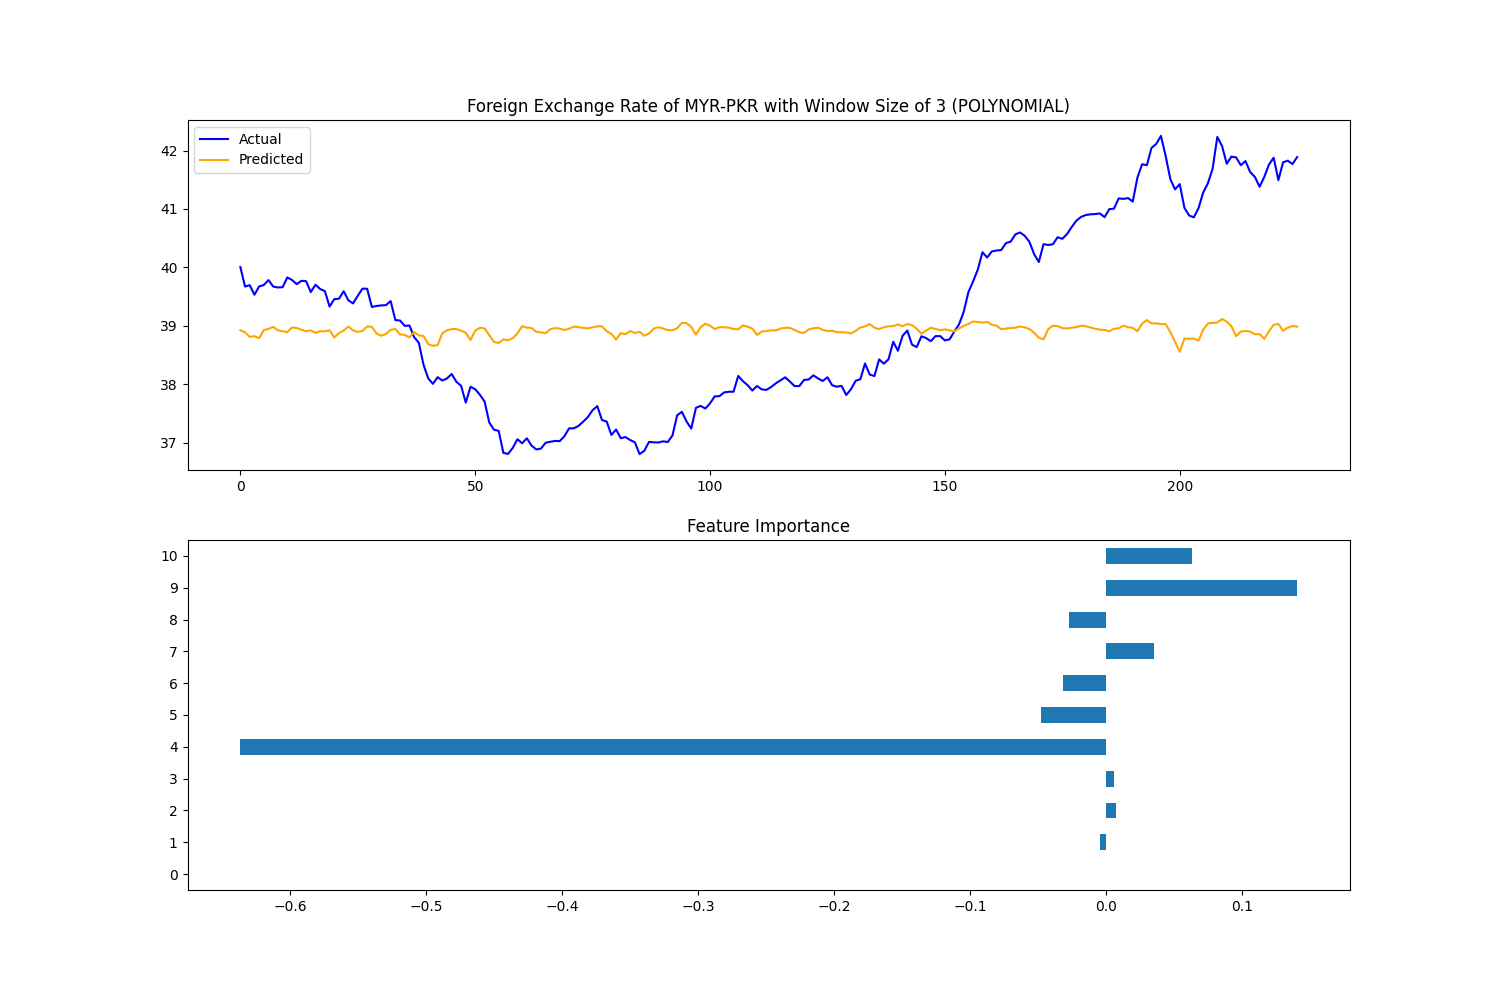 Foreign Exchange Rate of MYR-PKR with Window Size of 3 (POLYNOMIAL)
Actual
Predicted
42
41
40
39
38
37
0 50 100 150 200
Feature Importance
10
9
8
7
6
5
4
3
2
1
0
−0.6 −0.5 −0.4 −0.3 −0.2 −0.1 0.0 0.1